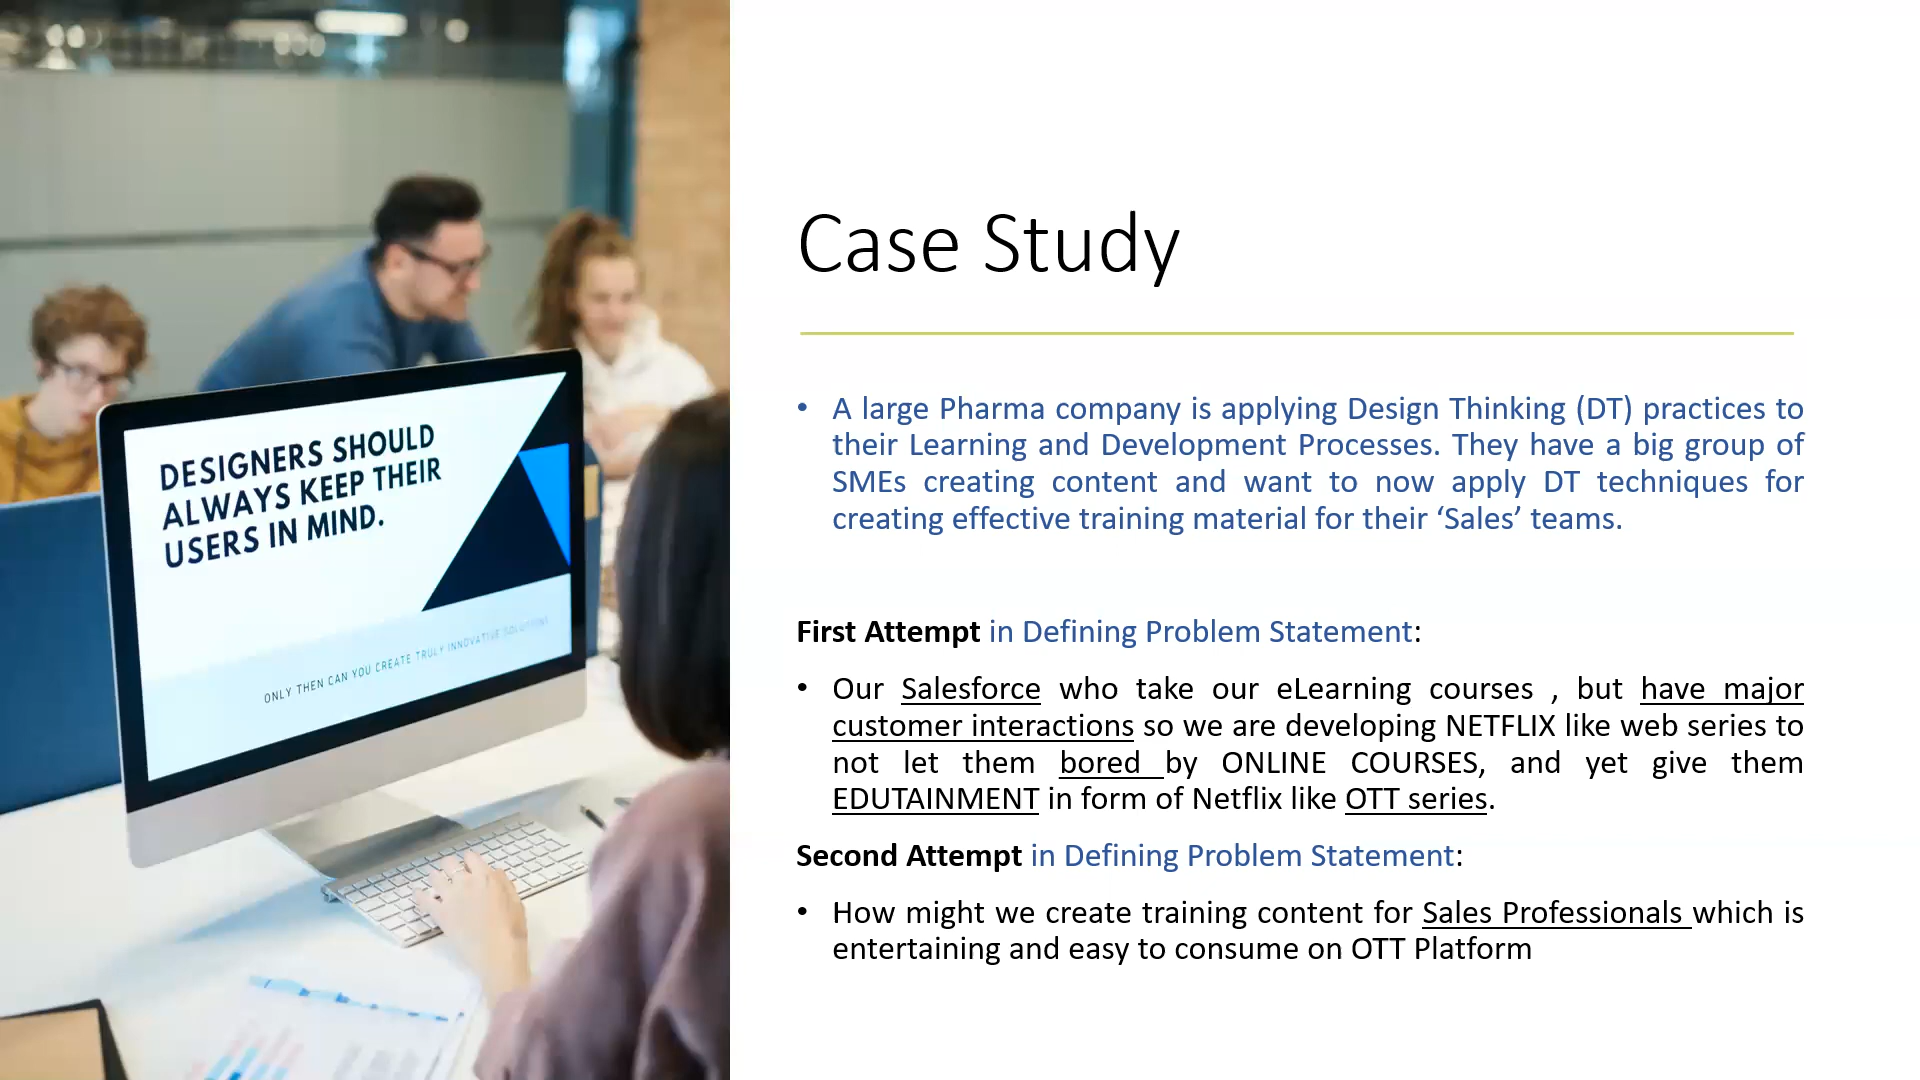 DESIGNERS SHOULD
ALWAYS KEEP THEIR
USERS IN MIND.
ONLY THEN CAN YOU CREATE TRULY INNOVATIVE SOLUTIONS
Case Study
• A large Pharma company is applying Design Thinking (DT) practices to
their Learning and Development Processes. They have a big group of
SMEs creating content and want to now apply DT techniques for
creating effective training material for their ‘Sales’ teams.
First Attempt in Defining Problem Statement:
• Our Salesforce who take our eLearning courses , but have major
customer interactions so we are developing NETFLIX like web series to
not let them bored by ONLINE COURSES, and yet give them
EDUTAINMENT in form of Netflix like OTT series.
Second Attempt in Defining Problem Statement:
• How might we create training content for Sales Professionals which is
entertaining and easy to consume on OTT Platform